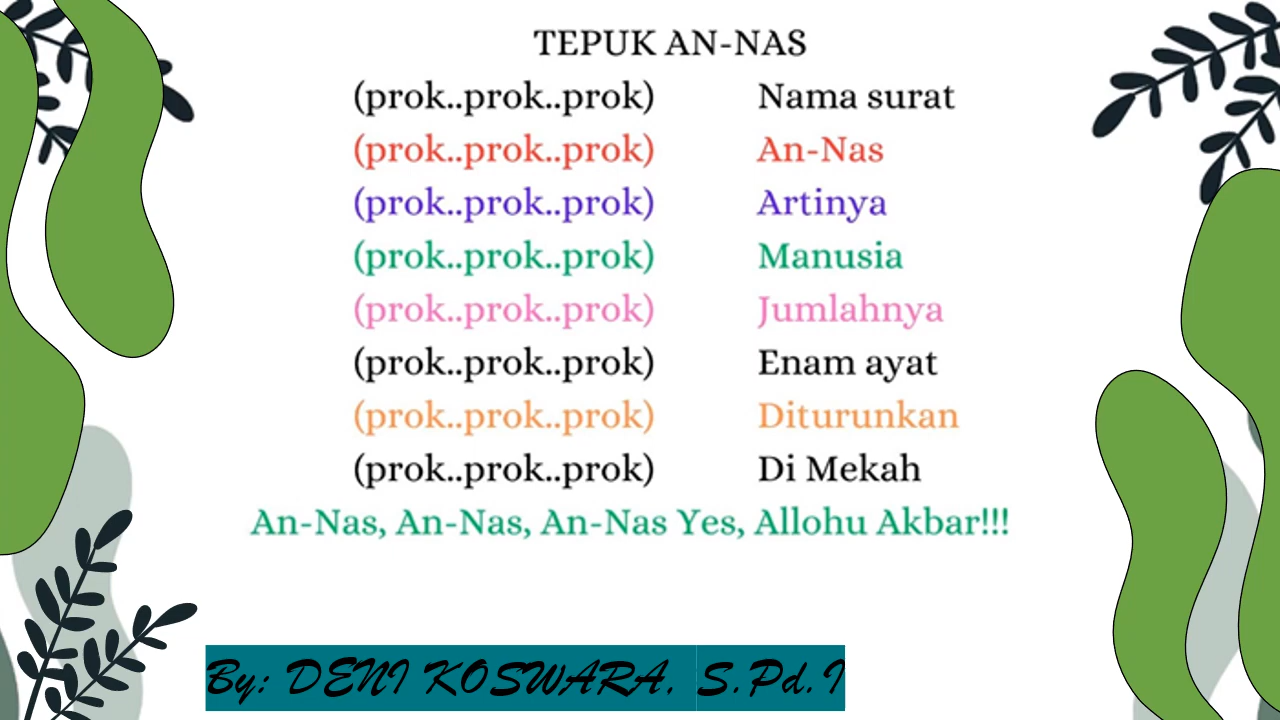 TEPUK AN-NAS
(prok..prok..prok) Nama surat
(prok..prok..prok) An-Nas
(prok..prok..prok) Artinya
(prok..prok..prok) Manusia
(prok..prok..prok) Jumlahnya
(prok..prok..prok) Enam ayat
(prok..prok..prok) Diturunkan
(prok..prok..prok) Di Mekah
An-Nas, An-Nas, An-Nas Yes, Allohu Akbar!!!
By: DENI KOSWARA, S.Pd.I